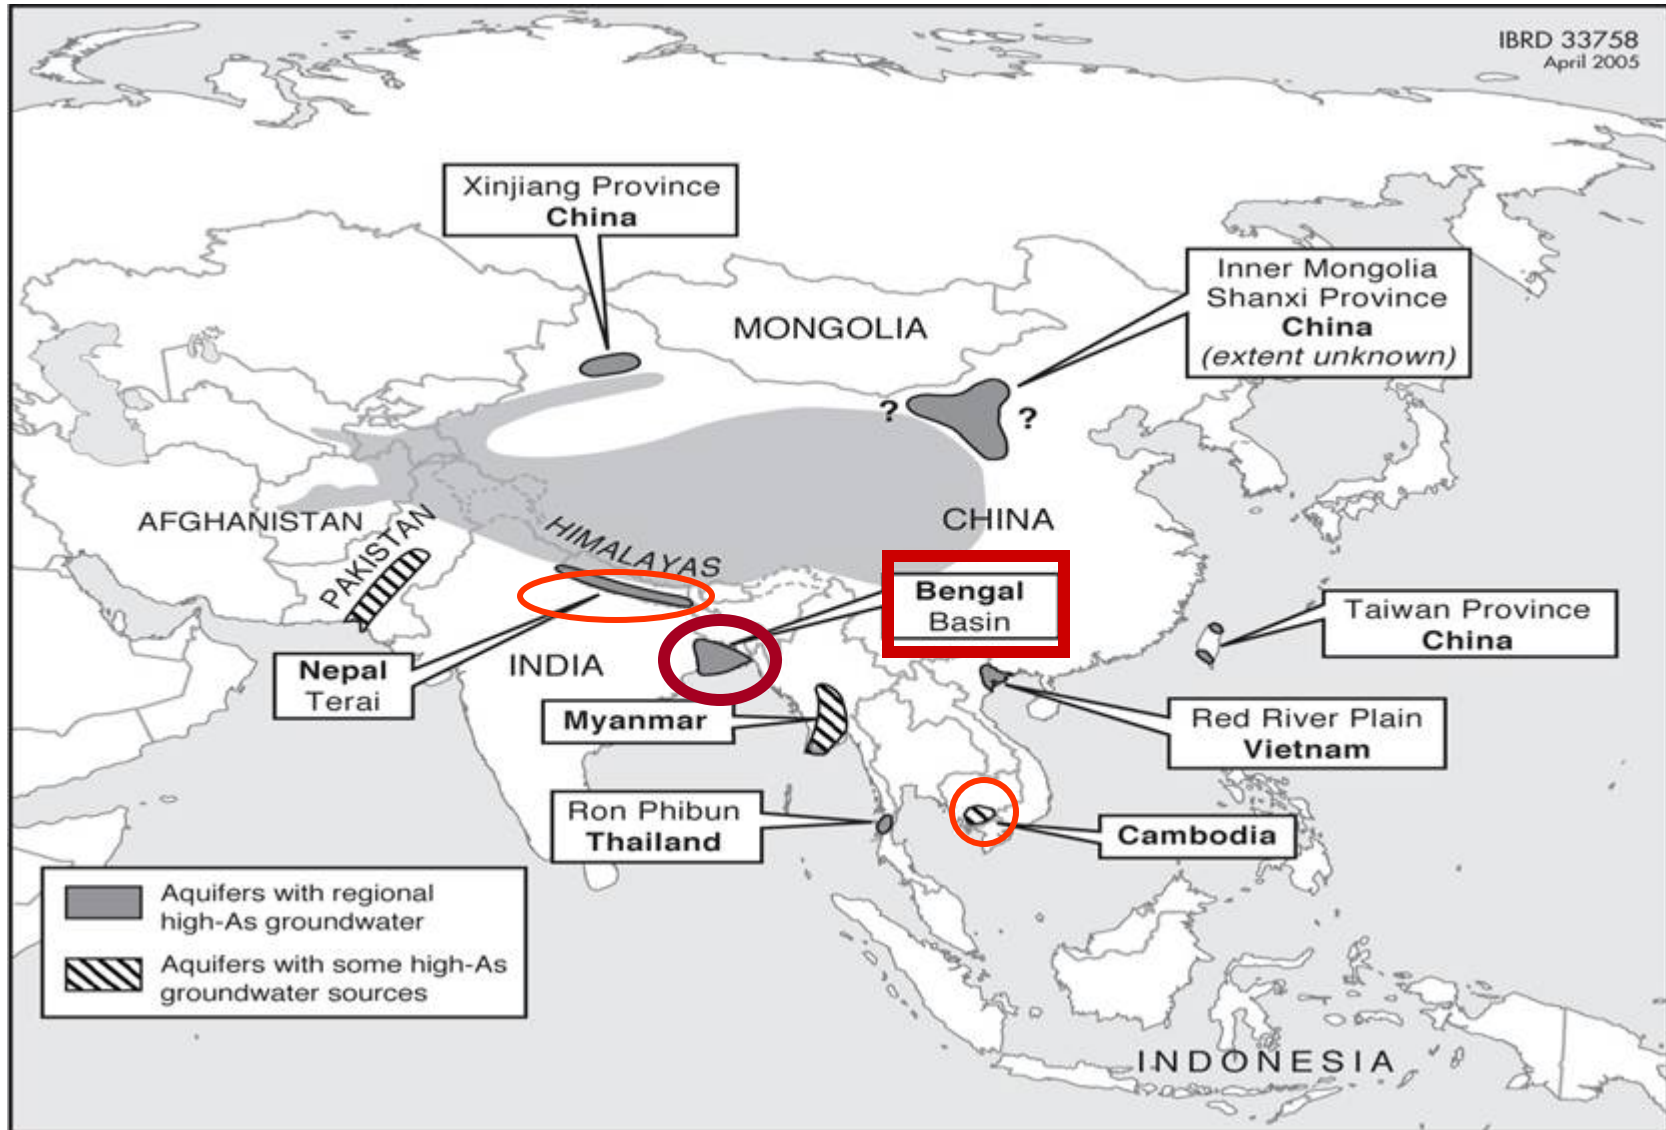 IBRD 33758
April 2005
Xinjiang Province
China
Inner Mongolia
Shanxi Province
China
(extent unknown)
MONGOLIA
?
?
AFGHANISTAN
PAKISTAN
HIMALAYAS
CHINA
Bengal
Basin
Taiwan Province
China
Nepal
Terai
INDIA
Myanmar
Red River Plain
Vietnam
Ron Phibun
Thailand
Cambodia
Aquifers with regional
high-As groundwater
Aquifers with some high-As
groundwater sources
INDONESIA